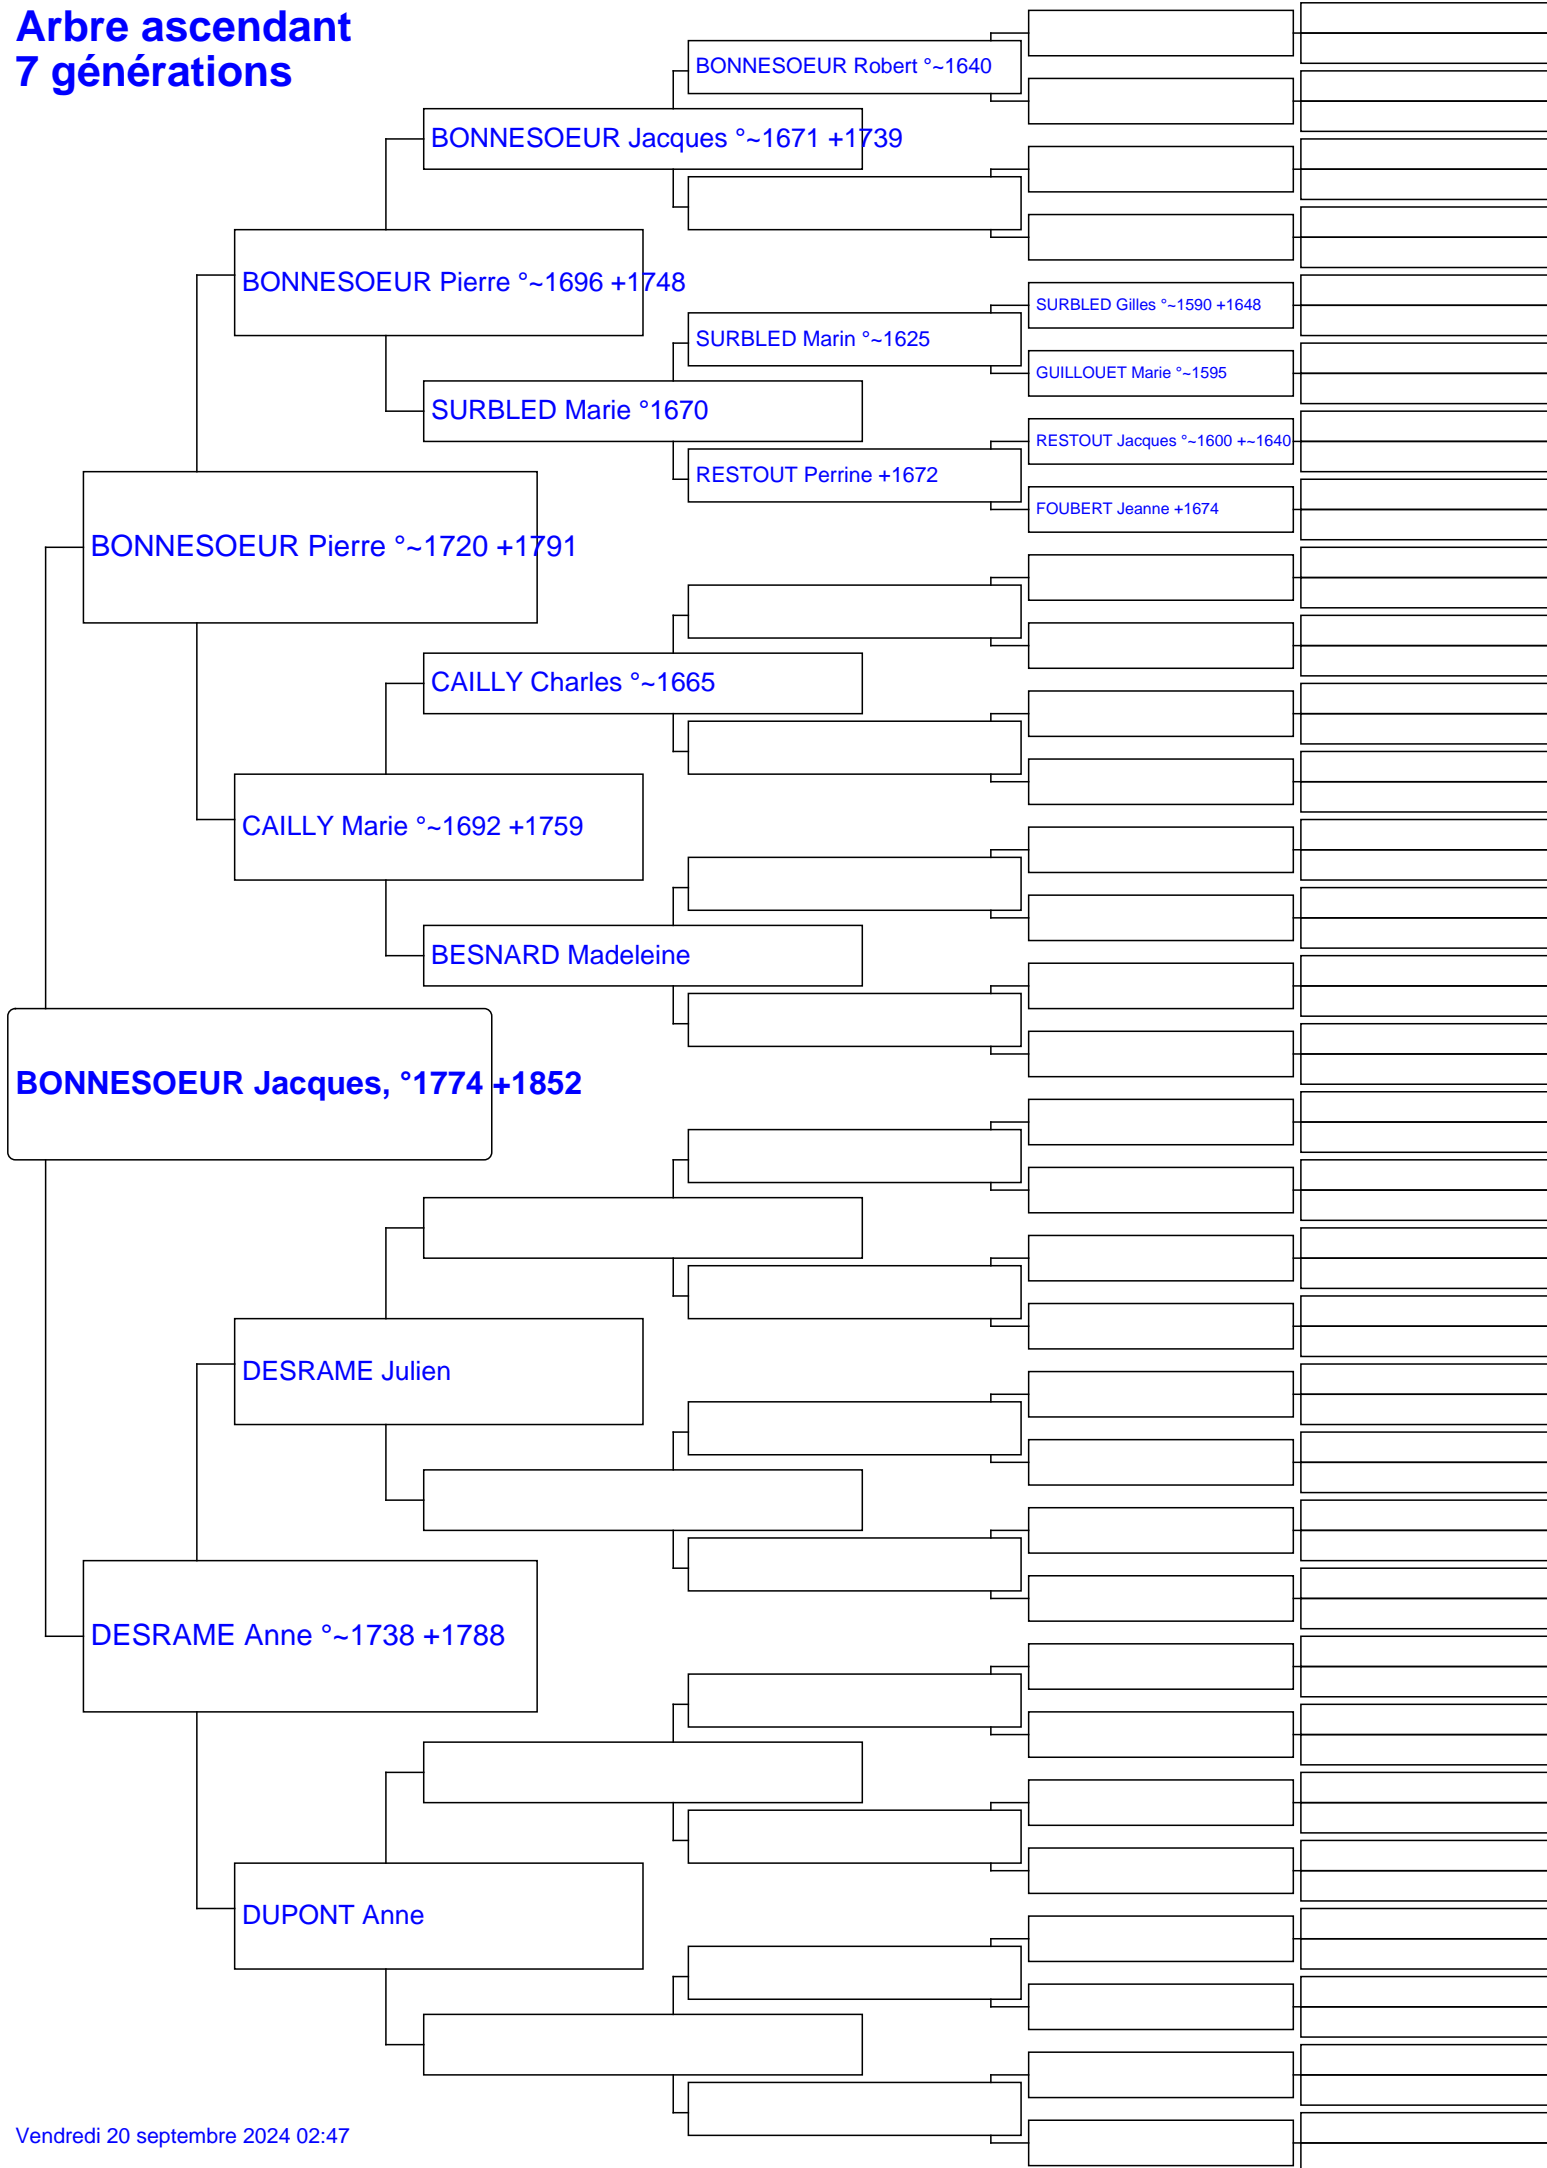 Arbre ascendant
7 générations
BONNESOEUR Robert °~1640
BONNESOEUR Jacques °~1671 +1739
BONNESOEUR Pierre °~1696 +1748
SURBLED Gilles °~1590 +1648
SURBLED Marin °~1625
GUILLOUET Marie °~1595
SURBLED Marie °1670
RESTOUT Jacques °~1600 +~1640
RESTOUT Perrine +1672
FOUBERT Jeanne +1674
BONNESOEUR Pierre °~1720 +1791
CAILLY Charles °~1665
CAILLY Marie °~1692 +1759
BESNARD Madeleine
BONNESOEUR Jacques, °1774 +1852
DESRAME Julien
DESRAME Anne °~1738 +1788
DUPONT Anne
Vendredi 20 septembre 2024 02:47